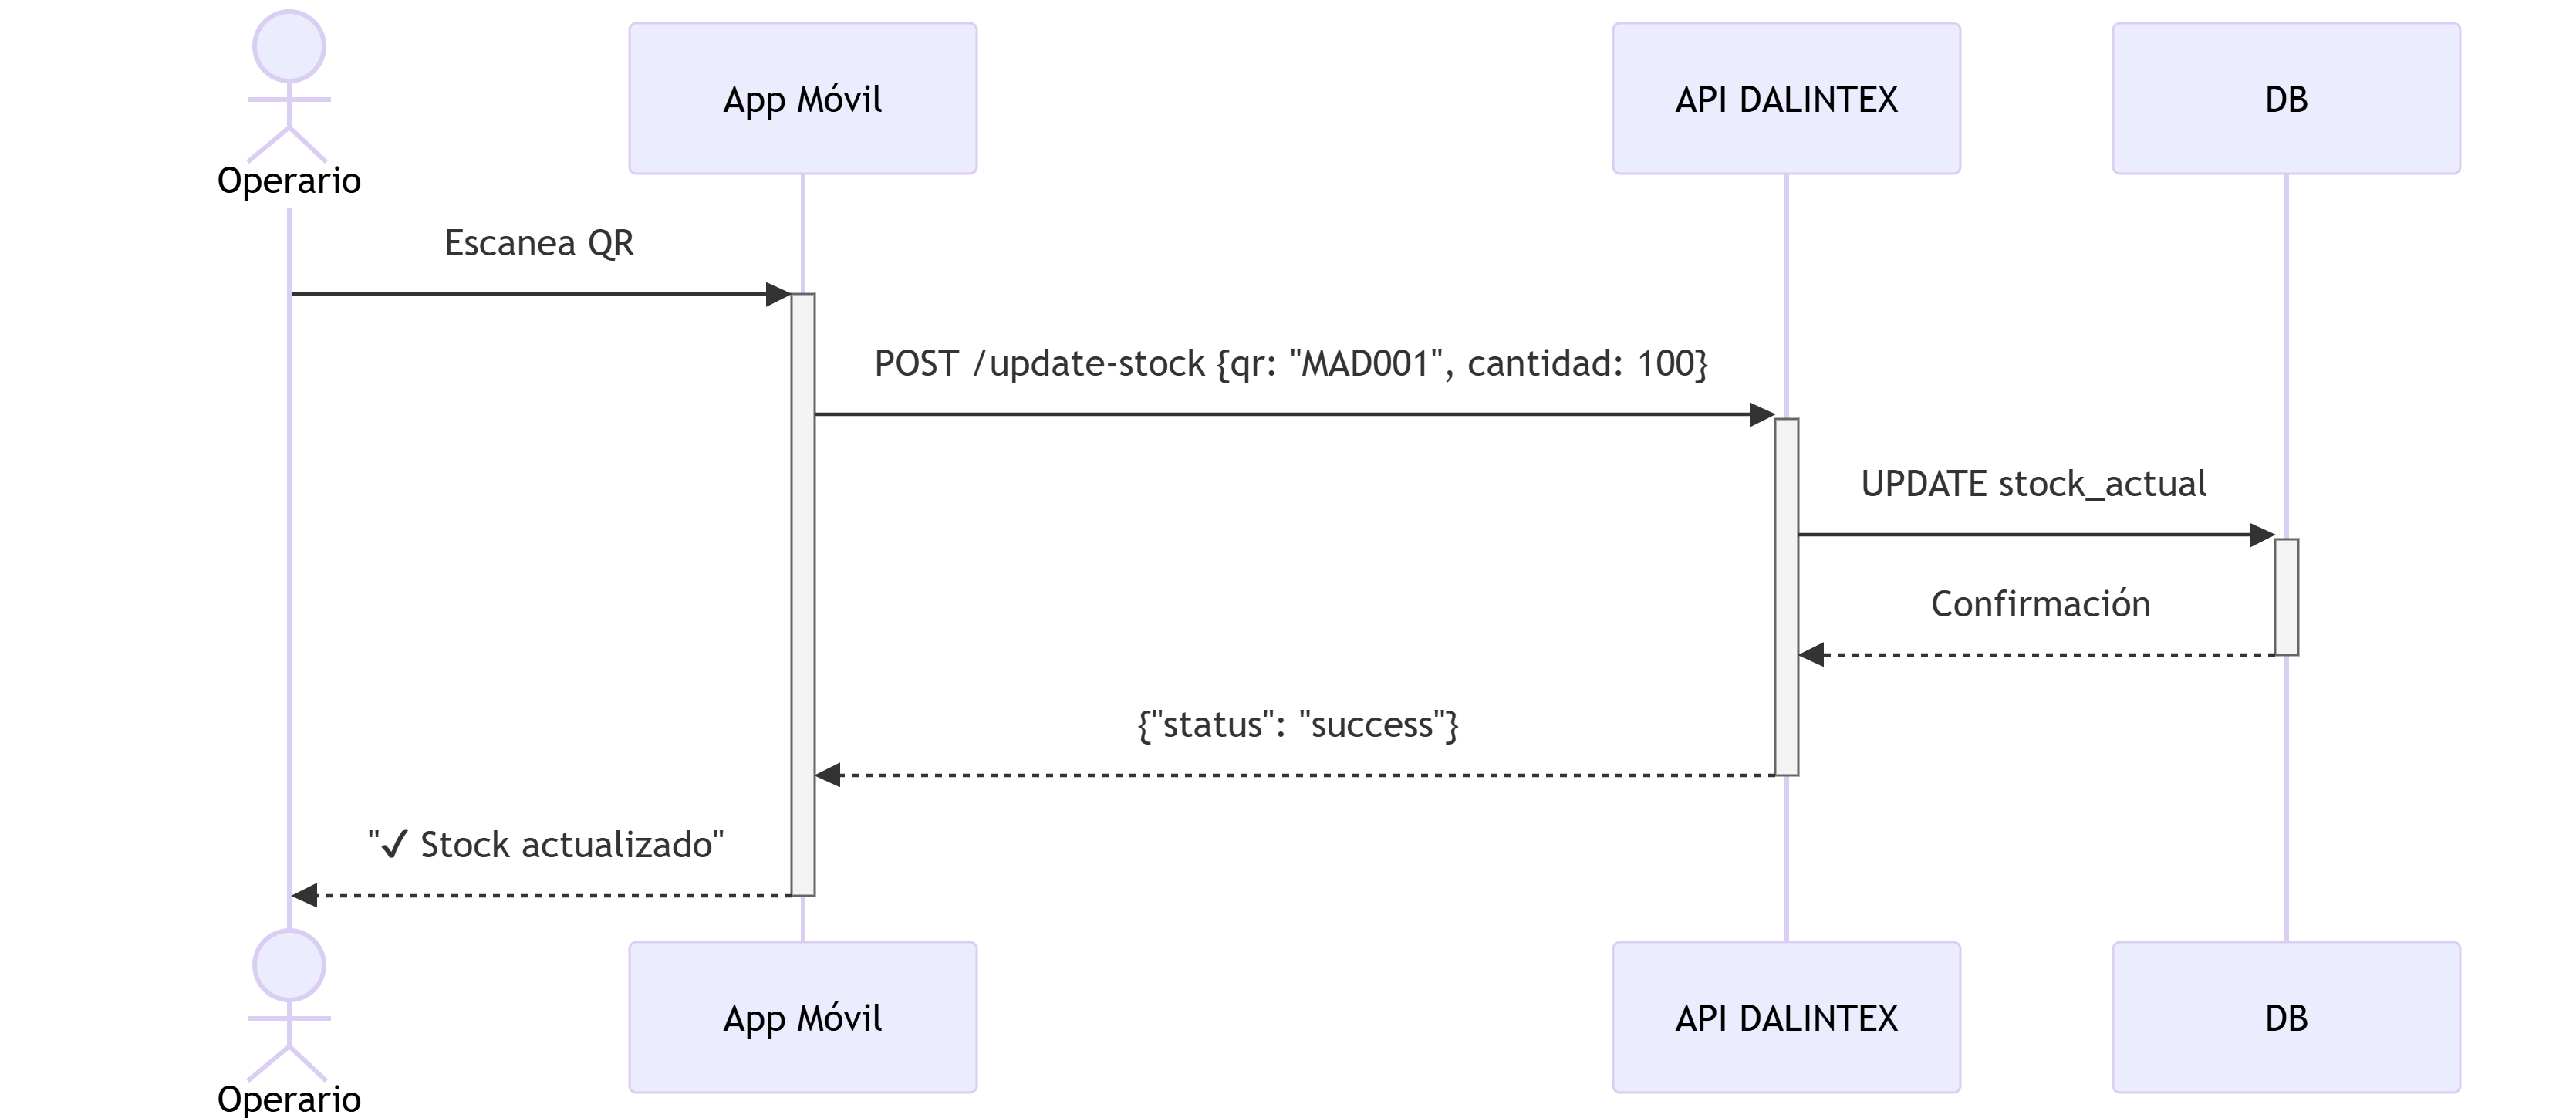 Operario
App Móvil
API DALINTEX
DB
Escanea QR
POST /update-stock {qr: "MAD001", cantidad: 100}
UPDATE stock_actual
Confirmación
{"status": "success"}
"✓ Stock actualizado"
Operario
App Móvil
API DALINTEX
DB